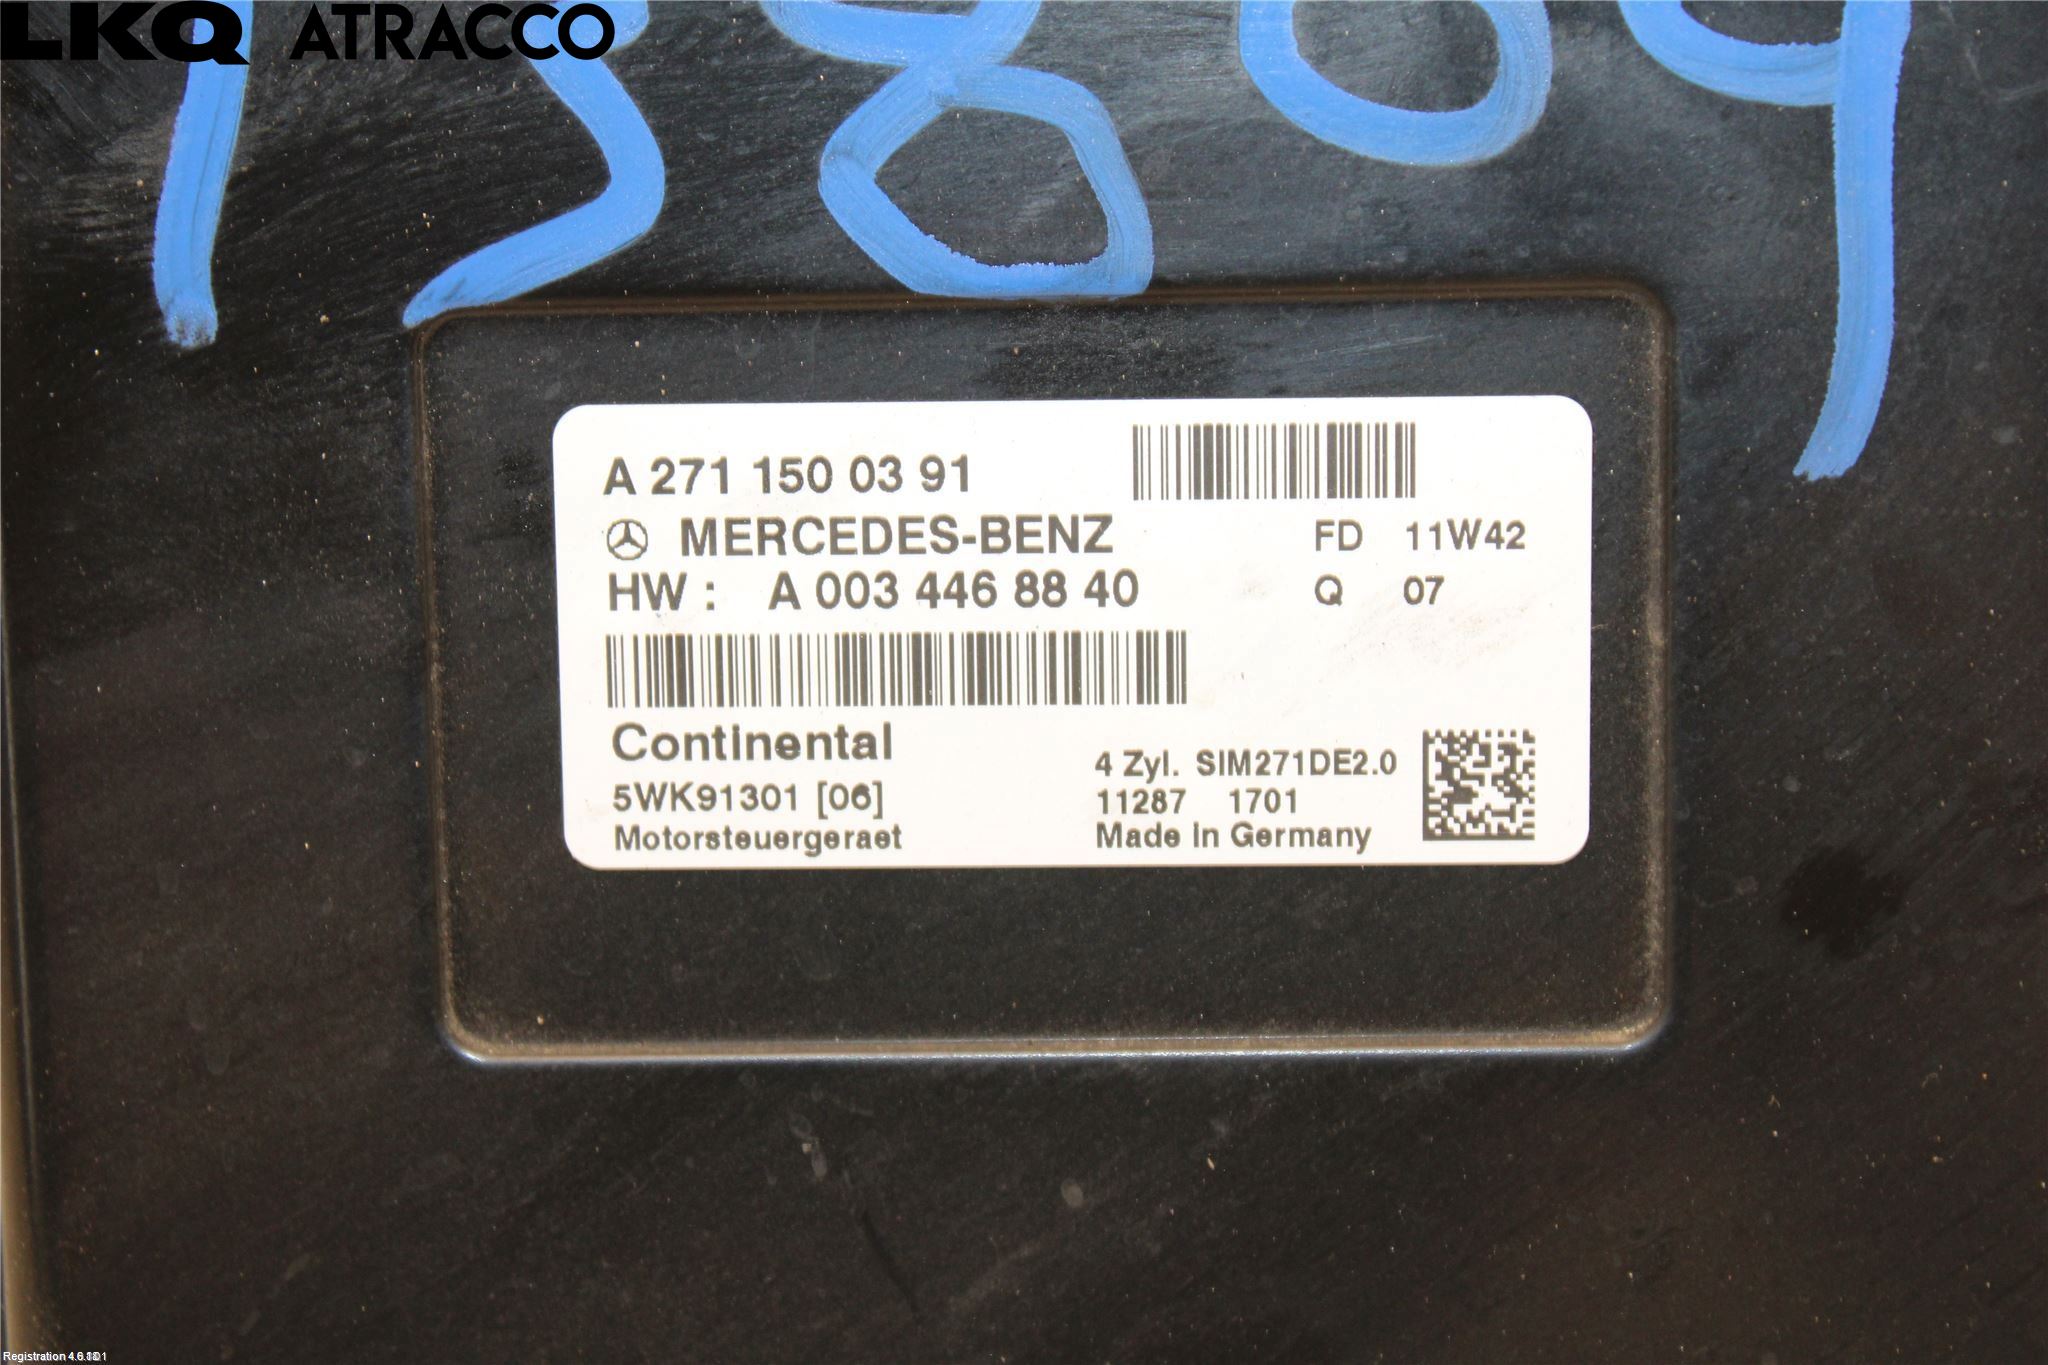 LKQ ATRACCO
A 271 150 03 91
MERCEDES-BENZ FD 11W42
HW : A 003 446 88 40 Q 07
Continental
4 Zyl. SIM271DE2.0
5WK91301 [06] 11287 1701
Motorsteuergeraet Made in Germany